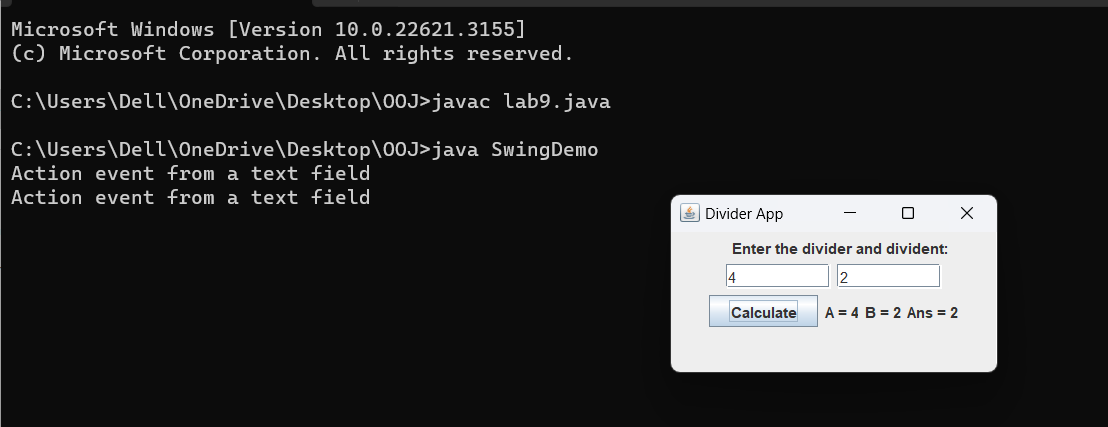 Microsoft Windows [Version 10.0.22621.3155]
(c) Microsoft Corporation. All rights reserved.
C:\Users\Dell\OneDrive\Desktop\OOJ>javac lab9.java
C:\Users\Dell\OneDrive\Desktop\OOJ>java SwingDemo
Action event from a text field
Action event from a text field
Divider App
Enter the divider and divident:
4 2
Calculate A = 4 B = 2 Ans = 2